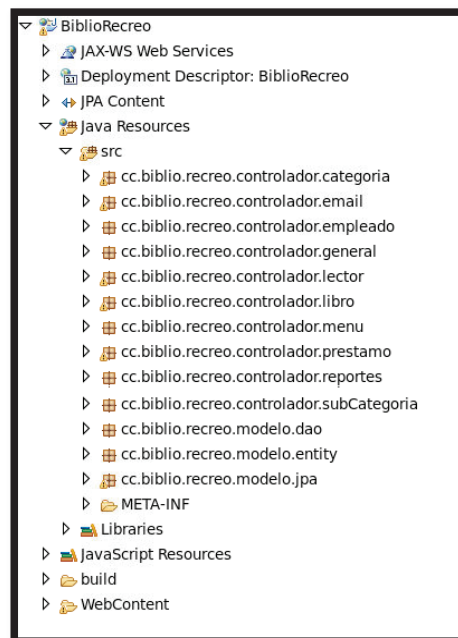 BiblioRecreo
JAX-WS Web Services
Deployment Descriptor: BiblioRecreo
JPA Content
Java Resources
src
cc.biblio.recreo.controlador.categoria
cc.biblio.recreo.controlador.email
cc.biblio.recreo.controlador.empleado
cc.biblio.recreo.controlador.general
cc.biblio.recreo.controlador.lector
cc.biblio.recreo.controlador.libro
cc.biblio.recreo.controlador.menu
cc.biblio.recreo.controlador.prestamo
cc.biblio.recreo.controlador.reportes
cc.biblio.recreo.controlador.subCategoria
cc.biblio.recreo.modelo.dao
cc.biblio.recreo.modelo.entity
cc.biblio.recreo.modelo.jpa
META-INF
Libraries
JavaScript Resources
build
WebContent